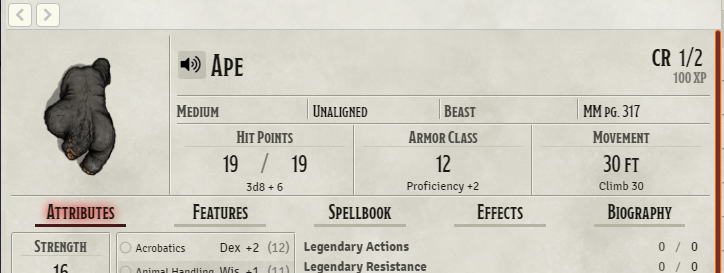 APE
CR 1/2
100 XP
MEDIUM UNALIGNED BEAST MM PG. 317
HIT POINTS ARMOR CLASS MOVEMENT
19 / 19 12 30 FT
3d8 + 6 Proficiency +2 Climb 30
ATTRIBUTES FEATURES SPELLBOOK EFFECTS BIOGRAPHY
STRENGTH
16
Acrobatics Dex +2 (12)
Animal Handling Wis +1 (11)
Legendary Actions 0 / 0
Legendary Resistance 0 / 0